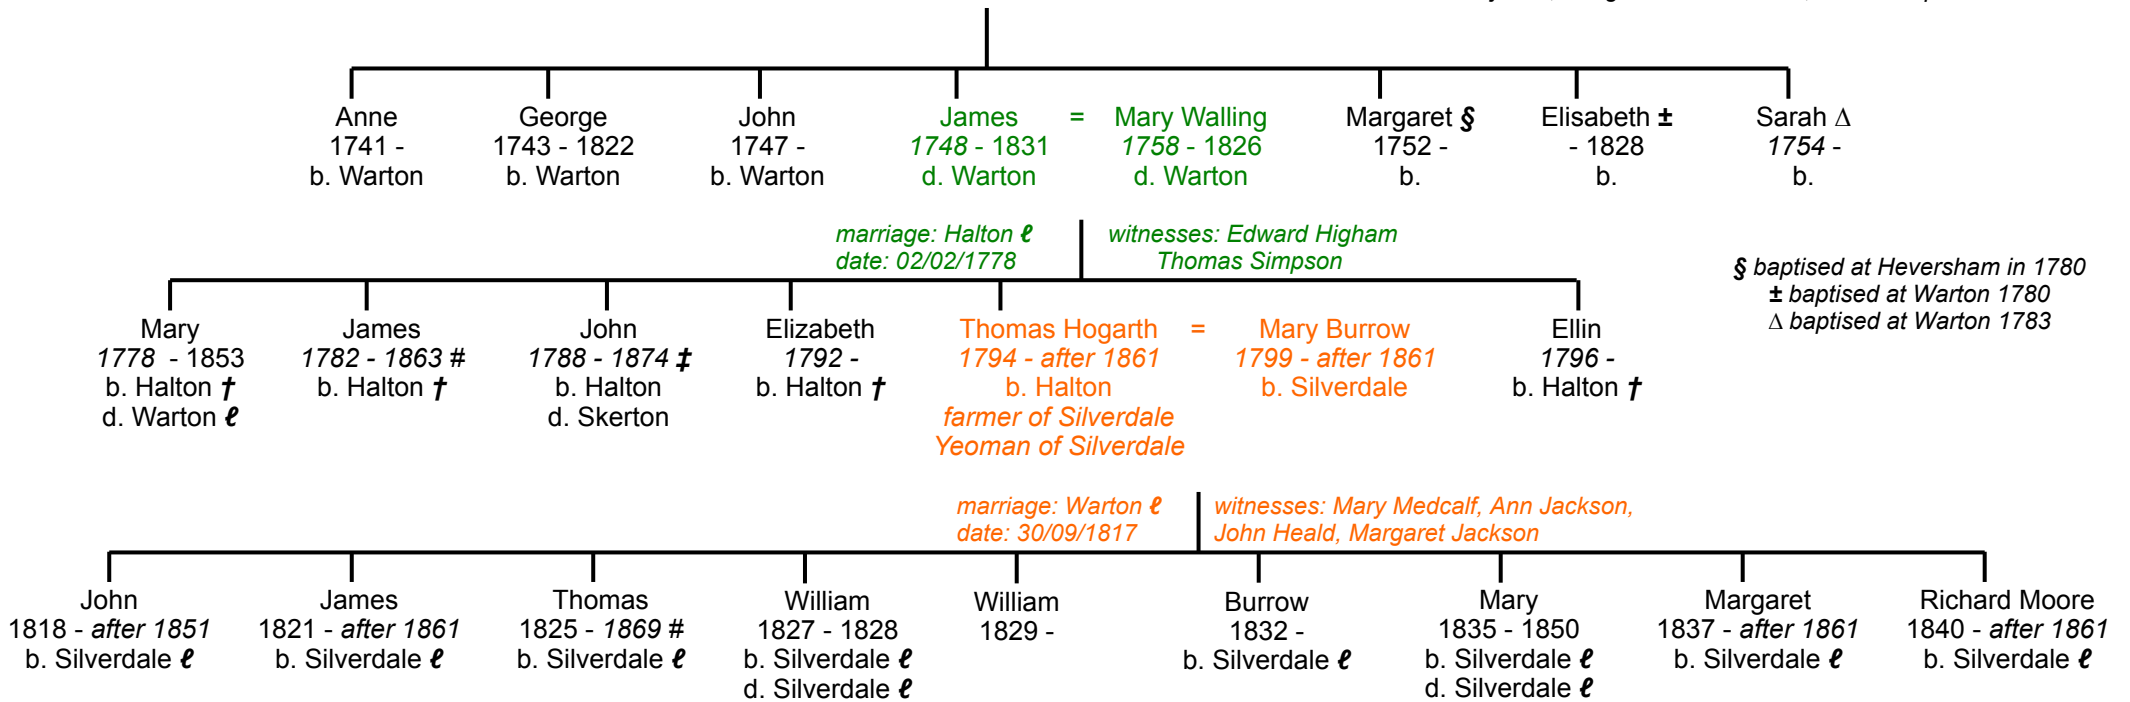 Anne
1741 -
b. Warton
George
1743 - 1822
b. Warton
John
1747 -
b. Warton
James
1748 - 1831
d. Warton
=
Mary Walling
1758 - 1826
d. Warton
Margaret §
1752 -
b.
Elisabeth ±
- 1828
b.
Sarah Δ
1754 -
b.
marriage: Halton ℓ
date: 02/02/1778
witnesses: Edward Higham
Thomas Simpson
§ baptised at Heversham in 1780
± baptised at Warton 1780
Δ baptised at Warton 1783
Mary
1778 - 1853
b. Halton †
d. Warton ℓ
James
1782 - 1863 #
b. Halton †
John
1788 - 1874 ‡
b. Halton
d. Skerton
Elizabeth
1792 -
b. Halton †
Thomas Hogarth
1794 - after 1861
b. Halton
farmer of Silverdale
Yeoman of Silverdale
=
Mary Burrow
1799 - after 1861
b. Silverdale
Ellin
1796 -
b. Halton †
marriage: Warton ℓ
date: 30/09/1817
witnesses: Mary Medcalf, Ann Jackson,
John Heald, Margaret Jackson
John
1818 - after 1851
b. Silverdale ℓ
James
1821 - after 1861
b. Silverdale ℓ
Thomas
1825 - 1869 #
b. Silverdale ℓ
William
1827 - 1828
b. Silverdale ℓ
d. Silverdale ℓ
William
1829 -
Burrow
1832 -
b. Silverdale ℓ
Mary
1835 - 1850
b. Silverdale ℓ
d. Silverdale ℓ
Margaret
1837 - after 1861
b. Silverdale ℓ
Richard Moore
1840 - after 1861
b. Silverdale ℓ